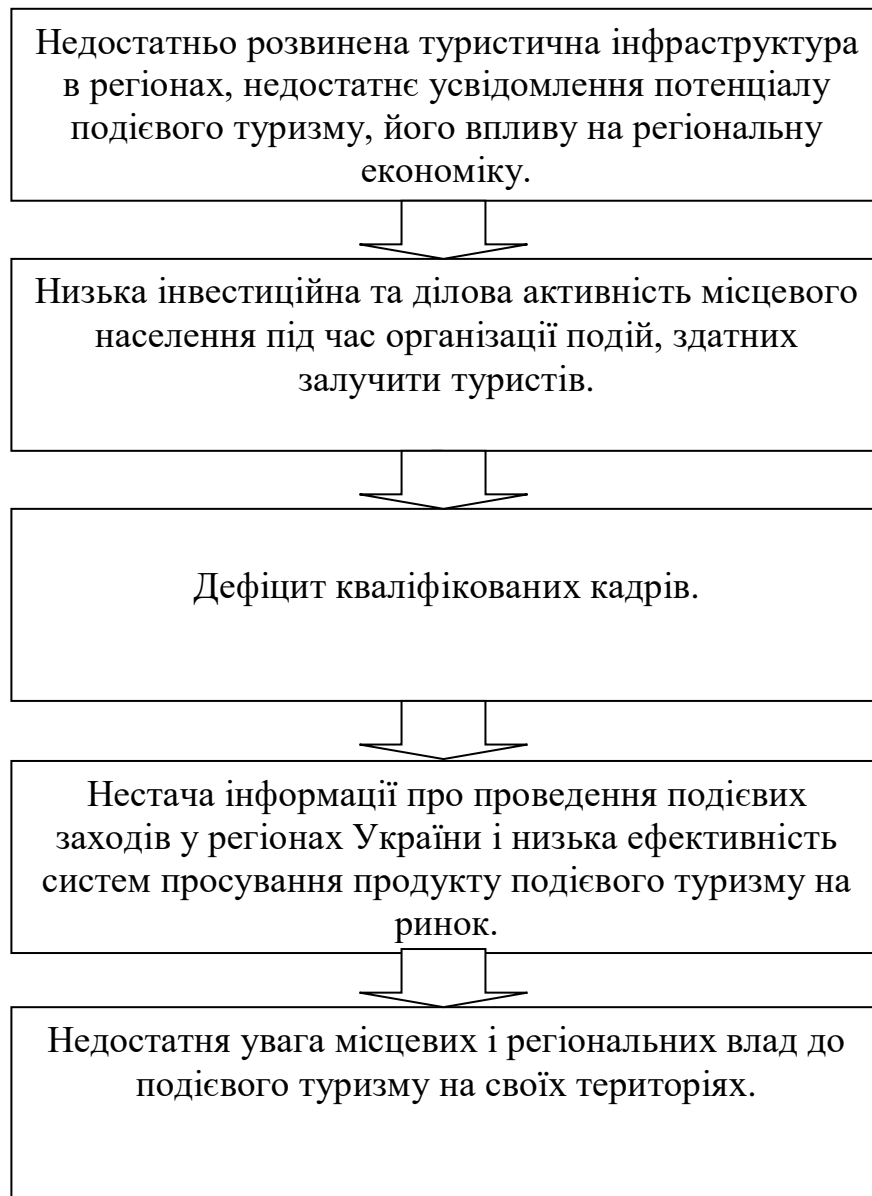 Недостатньо розвинена туристична інфраструктура
в регіонах, недостатнє усвідомлення потенціалу
подієвого туризму, його впливу на регіональну
економіку.
Низька інвестиційна та ділова активність місцевого
населення під час організації подій, здатних
залучити туристів.
Дефіцит кваліфікованих кадрів.
Нестача інформації про проведення подієвих
заходів у регіонах України і низька ефективність
систем просування продукту подієвого туризму на
ринок.
Недостатня увага місцевих і регіональних влад до
подієвого туризму на своїх територіях.